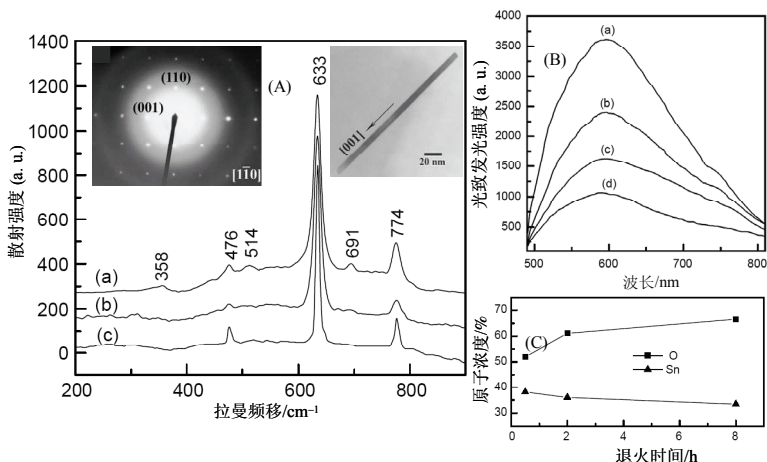 1400
1200
1000
800
600
400
200
0
散射强度 (a. u.)
200
400
600
800
拉曼频移/cm⁻¹
(A)
(110)
(001)
[11̄0]
[001]
20 nm
358
476
514
633
691
774
(a)
(b)
(c)
4000
3500
3000
2500
2000
1500
1000
500
光致发光强度 (a. u.)
(B)
(a)
(b)
(c)
(d)
490
600
700
800
波长/nm
70
60
50
40
30
原子浓度/%
(C)
O
Sn
0
2
4
6
8
退火时间/h